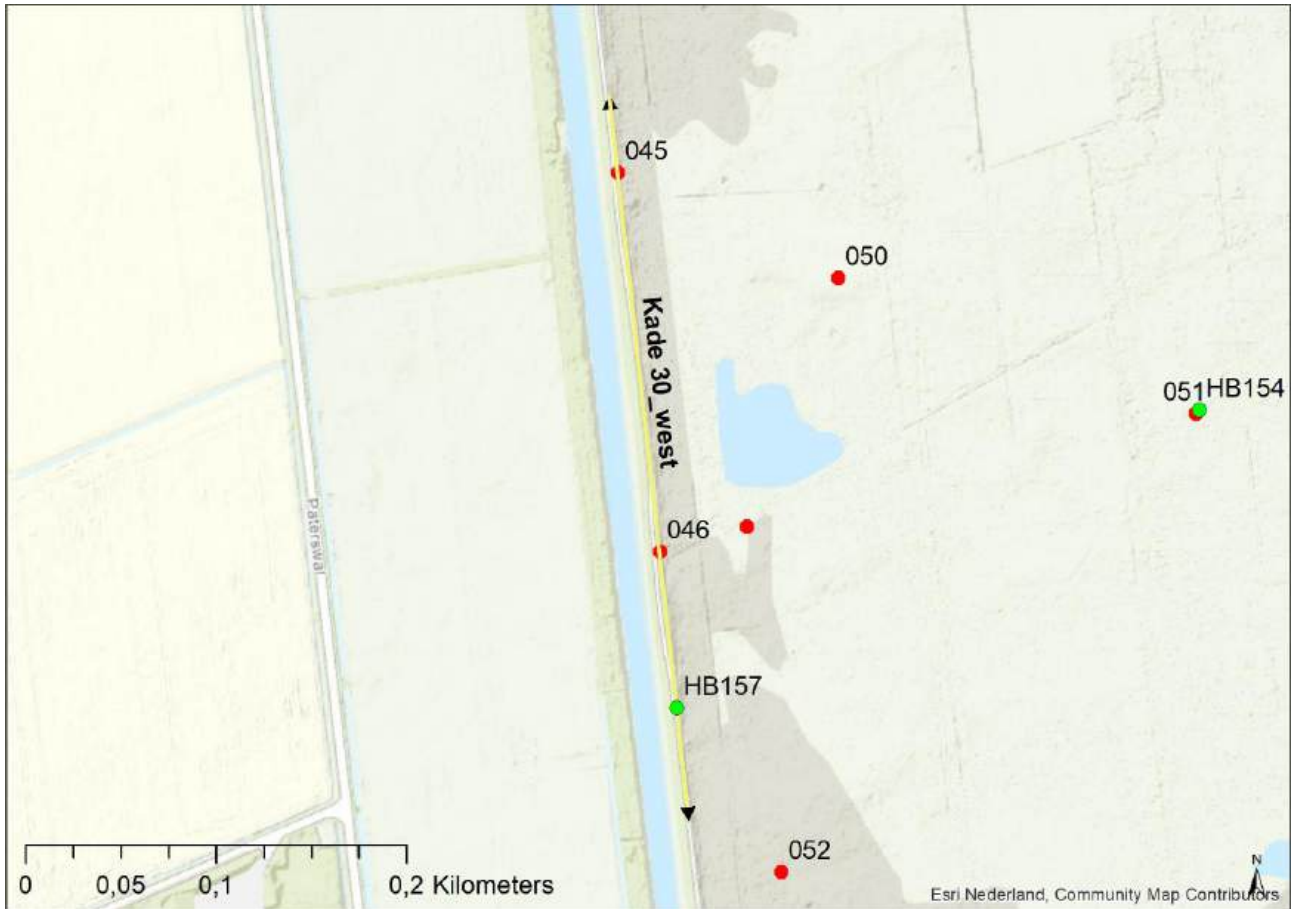 045
050
Kade 30_west
051
HB154
046
Paterswal
HB157
052
0 0,05 0,1 0,2 Kilometers
N
Esri Nederland, Community Map Contributors